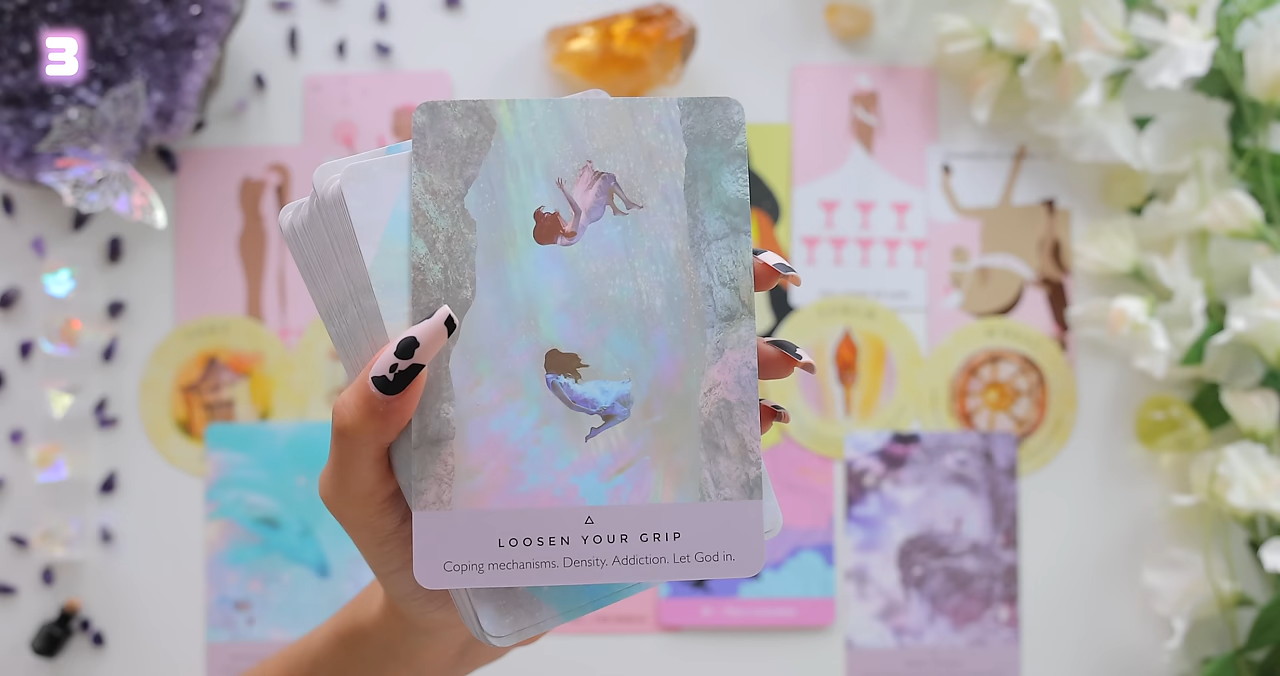 3
LOOSEN YOUR GRIP
Coping mechanisms. Density. Addiction. Let God in.